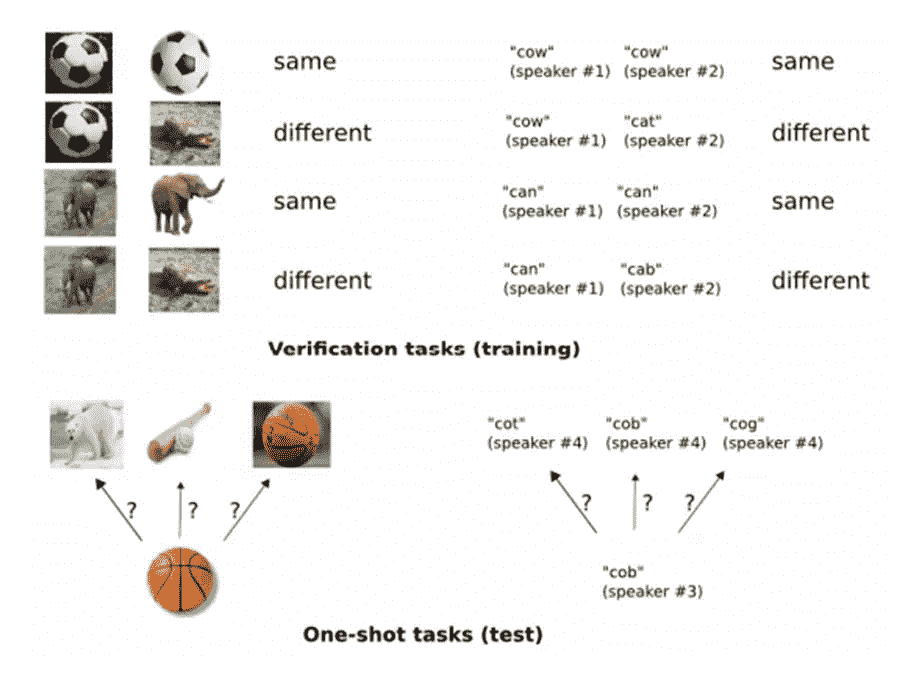 same
"cow" "cow"
(speaker #1) (speaker #2)
same
different
"cow" "cat"
(speaker #1) (speaker #2)
different
same
"can" "can"
(speaker #1) (speaker #2)
same
different
"can" "cab"
(speaker #1) (speaker #2)
different
Verification tasks (training)
"cot" "cob" "cog"
(speaker #4) (speaker #4) (speaker #4)
? ? ? ? ? ?
"cob"
(speaker #3)
One-shot tasks (test)